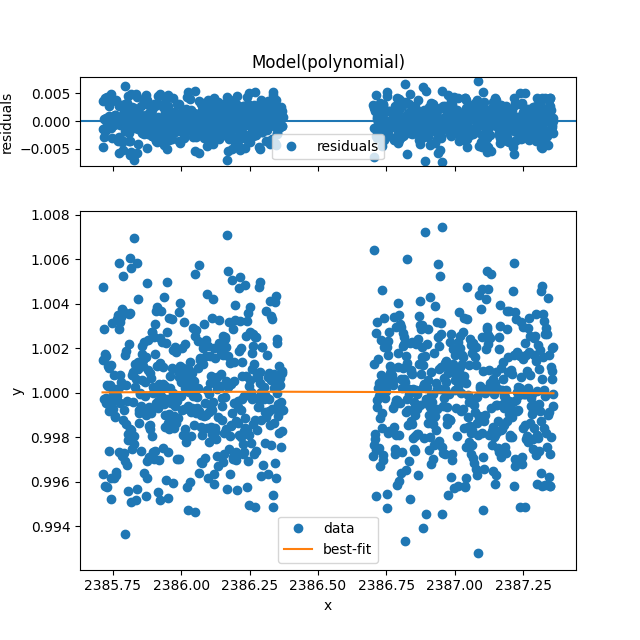 Model(polynomial)
residuals
0.005
0.000
−0.005
residuals
y
1.008
1.006
1.004
1.002
1.000
0.998
0.996
0.994
data
best-fit
2385.75 2386.00 2386.25 2386.50 2386.75 2387.00 2387.25
x